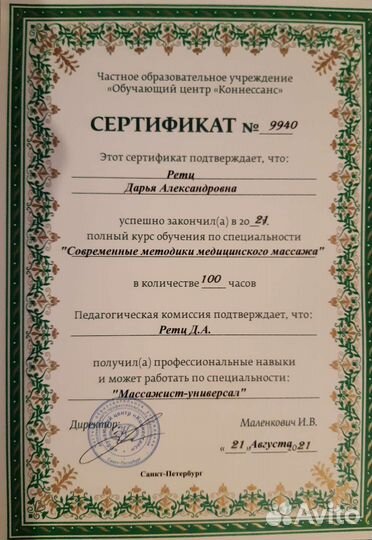 Частное образовательное учреждение
«Обучающий центр «Коннессанс»
СЕРТИФИКАТ № 9940
Этот сертификат подтверждает, что:
Ретц
Дарья Александровна
успешно закончил(а) в 2021г.
полный курс обучения по специальности
"Современные методики медицинского массажа"
в количестве 100 часов
Педагогическая комиссия подтверждает, что:
Ретц Д.А.
получил(а) профессиональные навыки
и может работать по специальности:
"Массажист-универсал"
Директор: Маленкович И.В.
« 21 » Августа 2021
Санкт-Петербург
Avito